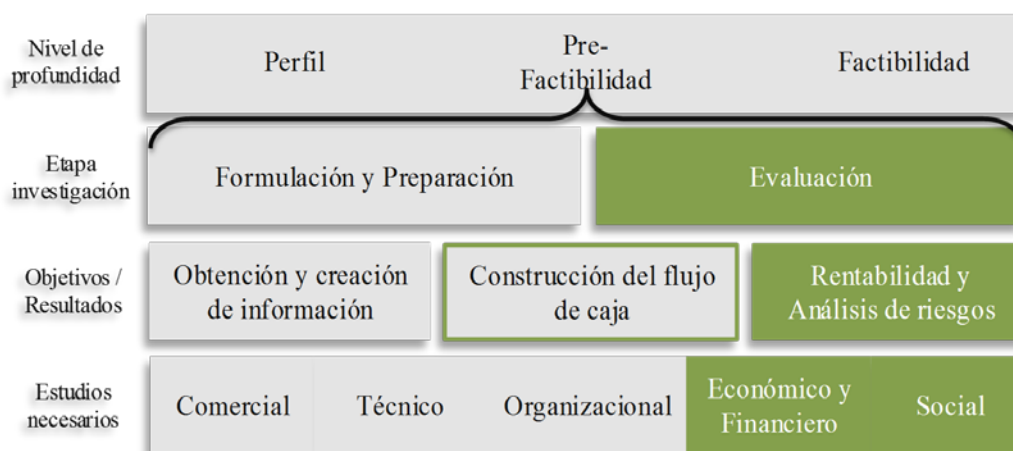 Nivel de
profundidad
Perfil
Pre-
Factibilidad
Factibilidad
Etapa
investigación
Formulación y Preparación
Evaluación
Objetivos /
Resultados
Obtención y creación
de información
Construcción del flujo
de caja
Rentabilidad y
Análisis de riesgos
Estudios
necesarios
Comercial
Técnico
Organizacional
Económico y
Financiero
Social